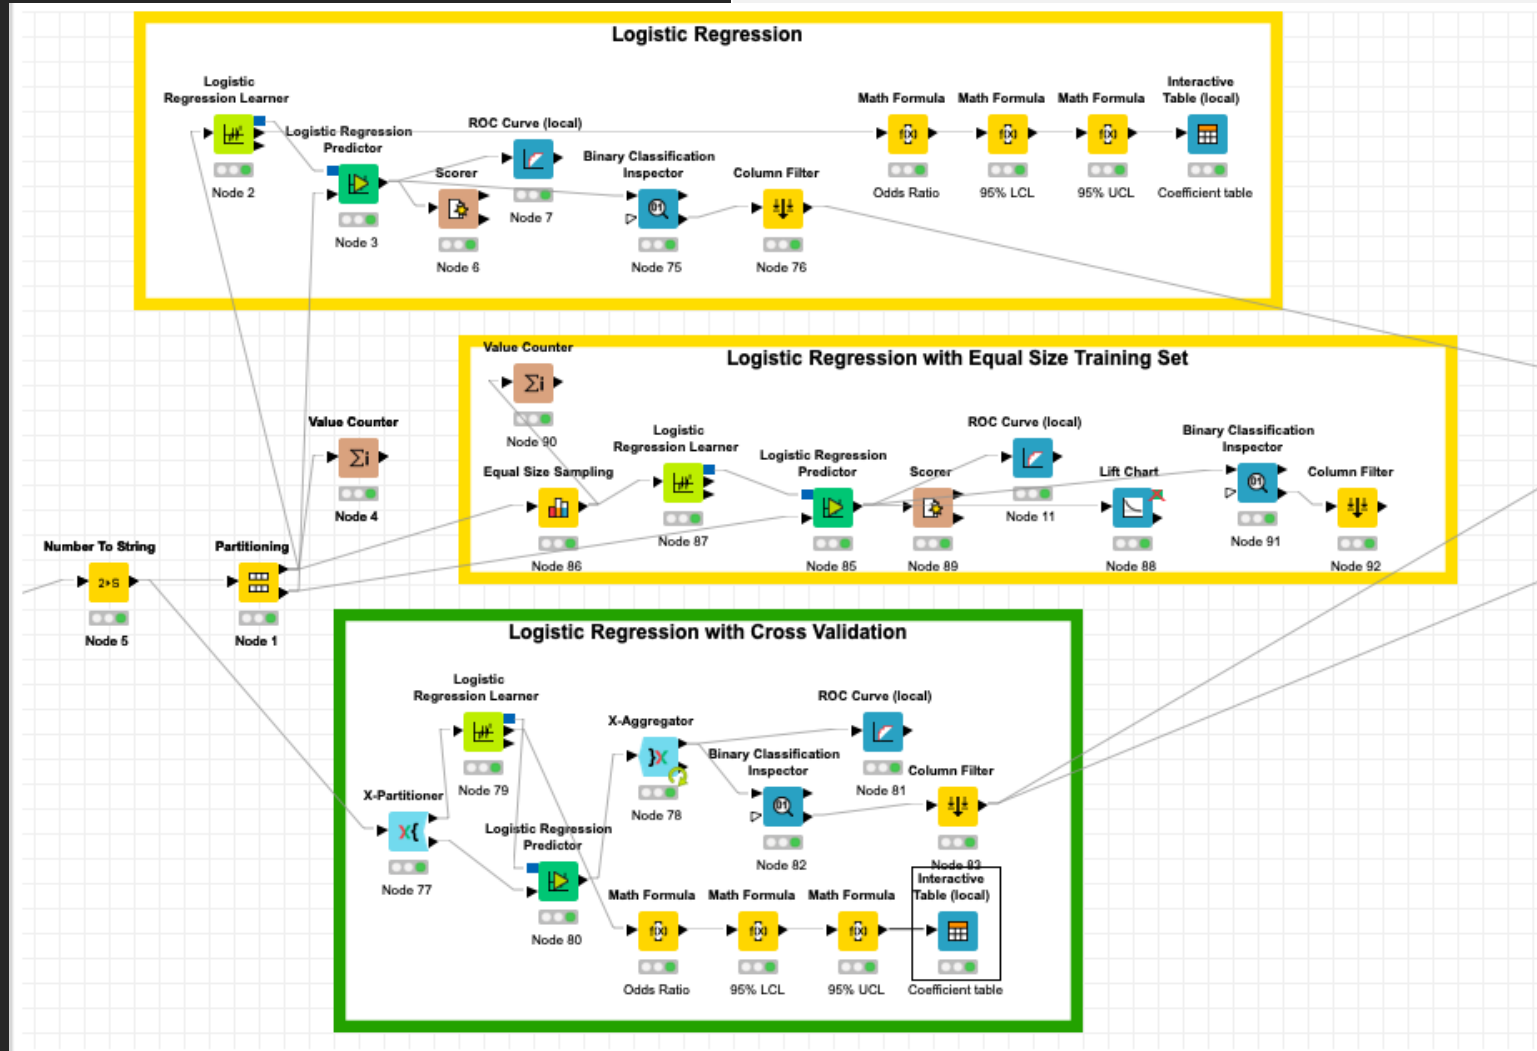 Logistic Regression
Logistic
Regression Learner
Node 2
Logistic Regression
Predictor
Node 3
ROC Curve (local)
Node 7
Scorer
Node 6
Binary Classification
Inspector
Node 75
Column Filter
Node 76
Math Formula
Odds Ratio
Math Formula
95% LCL
Math Formula
95% UCL
Interactive
Table (local)
Coefficient table
Logistic Regression with Equal Size Training Set
Value Counter
Node 90
Value Counter
Node 4
Equal Size Sampling
Node 86
Logistic
Regression Learner
Node 87
Logistic Regression
Predictor
Node 85
Scorer
Node 89
ROC Curve (local)
Node 11
Lift Chart
Node 88
Binary Classification
Inspector
Node 91
Column Filter
Node 92
Number To String
2▸S
Node 5
Partitioning
Node 1
Logistic Regression with Cross Validation
X-Partitioner
Node 77
Logistic
Regression Learner
Node 79
Logistic Regression
Predictor
Node 80
X-Aggregator
Node 78
ROC Curve (local)
Node 81
Binary Classification
Inspector
Node 82
Column Filter
Node 83
Math Formula
Odds Ratio
Math Formula
95% LCL
Math Formula
95% UCL
Interactive
Table (local)
Coefficient table